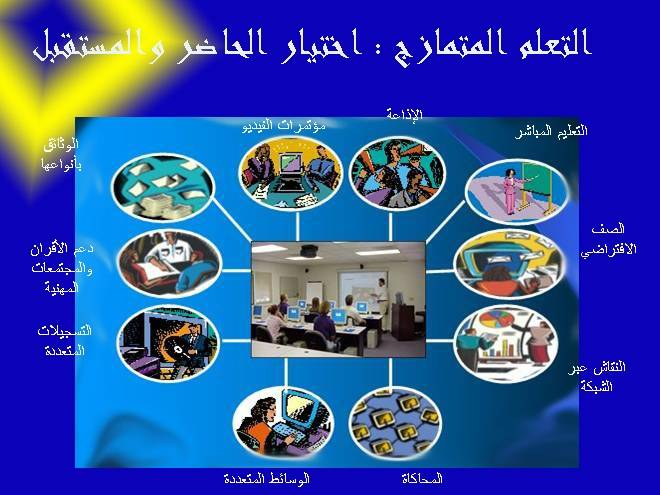 التعلم المتمازج : اختيار الحاضر والمستقبل
الإذاعة
مؤتمرات الفيديو
التعليم المباشر
الوثائق
بأنواعها
الصف
الافتراضي
دعم الأقران
والمجتمعات
المهنية
التسجيلات
المتعددة
النقاش عبر
الشبكة
المحاكاة
الوسائط المتعددة